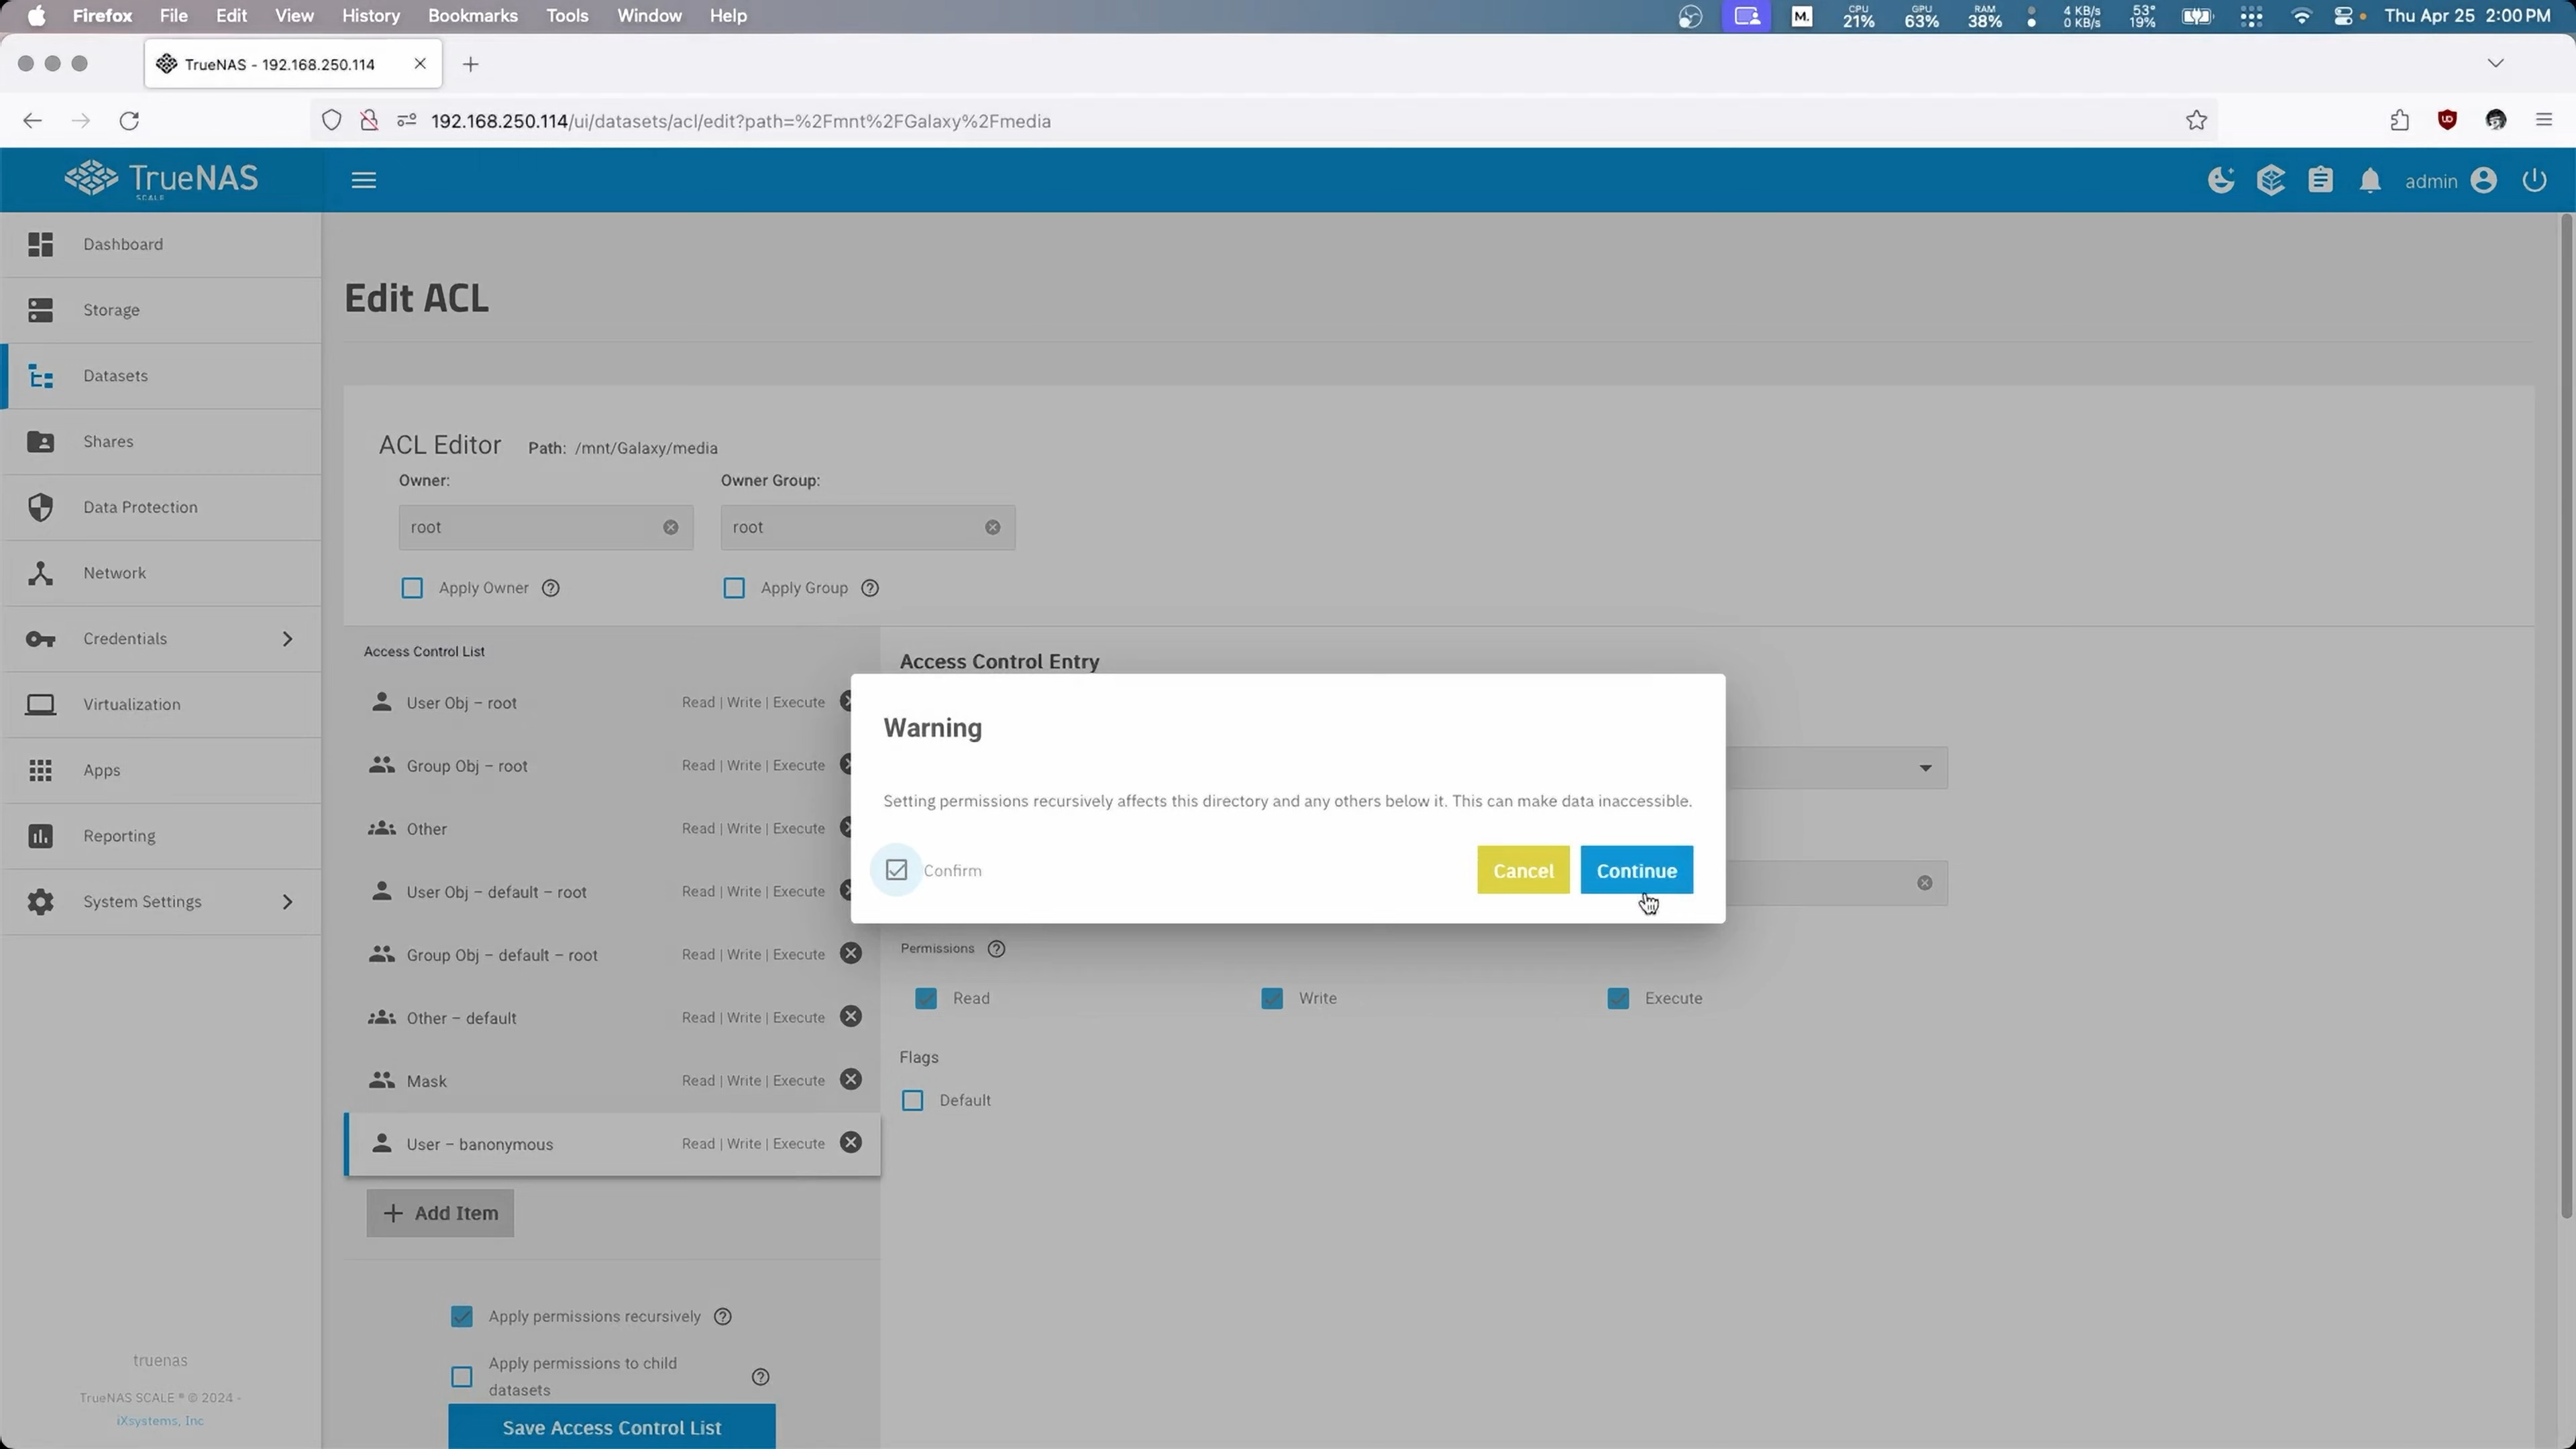 Firefox File Edit View History Bookmarks Tools Window Help
M. CPU 21% GPU 63% RAM 38% 4 KB/s 0 KB/s 53° 19% Thu Apr 25 2:00 PM
TrueNAS - 192.168.250.114
192.168.250.114/ui/datasets/acl/edit?path=%2Fmnt%2FGalaxy%2Fmedia
TrueNAS
SCALE
admin
Dashboard
Storage
Datasets
Shares
Data Protection
Network
Credentials
Virtualization
Apps
Reporting
System Settings
truenas
TrueNAS SCALE ® © 2024 -
iXsystems, Inc
Edit ACL
ACL Editor Path: /mnt/Galaxy/media
Owner: Owner Group:
root root
Apply Owner Apply Group
Access Control List
User Obj – root Read | Write | Execute
Group Obj – root Read | Write | Execute
Other Read | Write | Execute
User Obj – default – root Read | Write | Execute
Group Obj – default – root Read | Write | Execute
Other – default Read | Write | Execute
Mask Read | Write | Execute
User – banonymous Read | Write | Execute
+ Add Item
Apply permissions recursively
Apply permissions to child
datasets
Save Access Control List
Access Control Entry
Warning
Setting permissions recursively affects this directory and any others below it. This can make data inaccessible.
Confirm
Cancel Continue
Permissions
Read Write Execute
Flags
Default